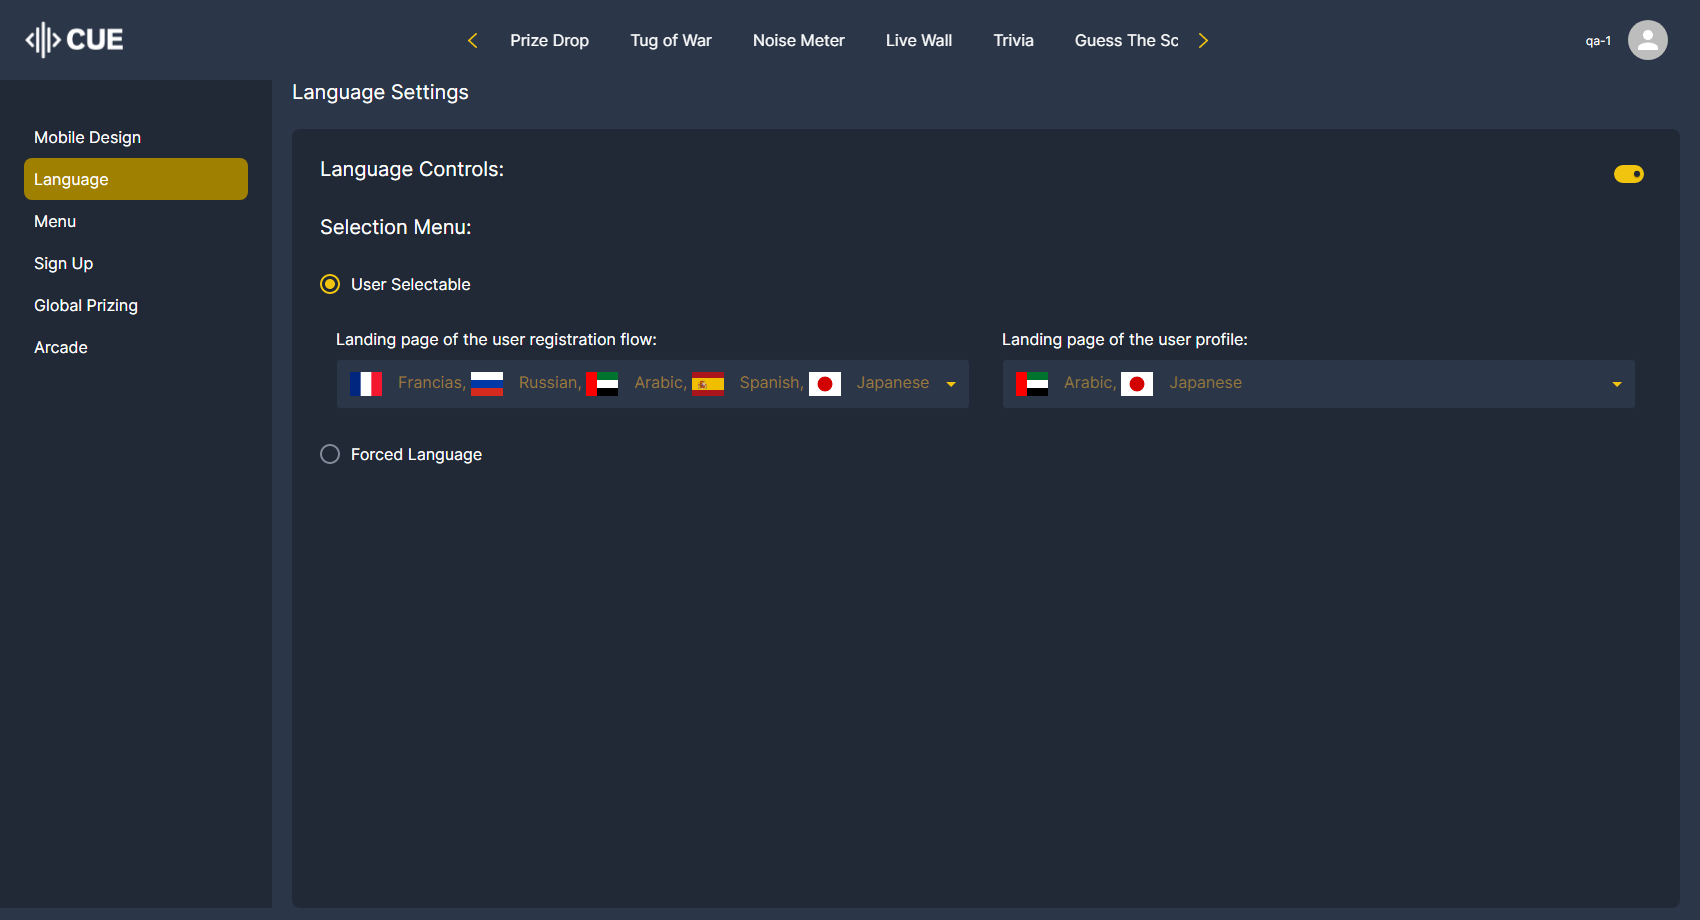 CUE
Prize Drop
Tug of War
Noise Meter
Live Wall
Trivia
Guess The Sc
qa-1
Mobile Design
Language
Menu
Sign Up
Global Prizing
Arcade
Language Settings
Language Controls:
Selection Menu:
User Selectable
Landing page of the user registration flow:
Francias, Russian, Arabic, Spanish, Japanese
Landing page of the user profile:
Arabic, Japanese
Forced Language